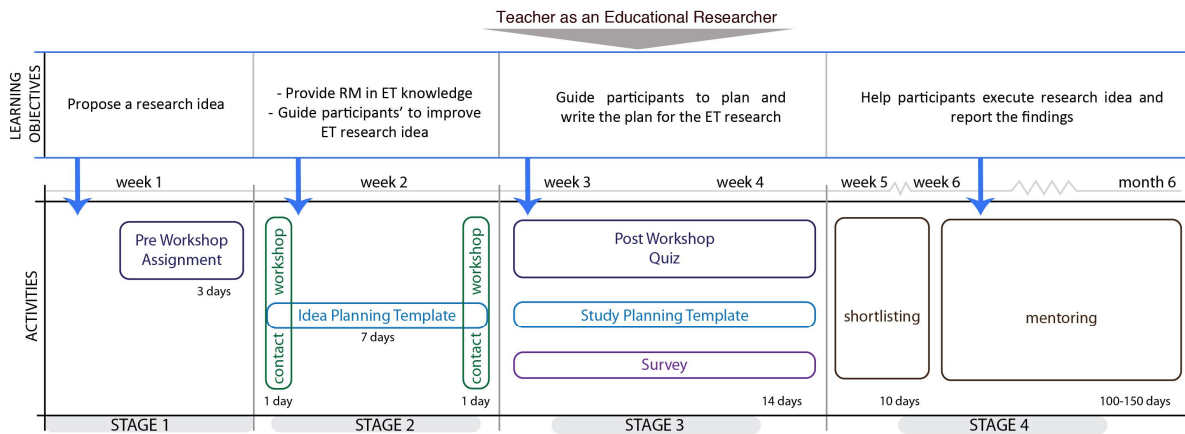 Teacher as an Educational Researcher
LEARNING
OBJECTIVES
Propose a research idea
- Provide RM in ET knowledge
- Guide participants' to improve
ET research idea
Guide participants to plan and
write the plan for the ET research
Help participants execute research idea and
report the findings
week 1
week 2
week 3
week 4
week 5
week 6
month 6
ACTIVITIES
Pre Workshop
Assignment
3 days
contact workshop
Idea Planning Template
7 days
contact workshop
1 day
1 day
Post Workshop
Quiz
Study Planning Template
Survey
14 days
shortlisting
10 days
mentoring
100-150 days
STAGE 1
STAGE 2
STAGE 3
STAGE 4